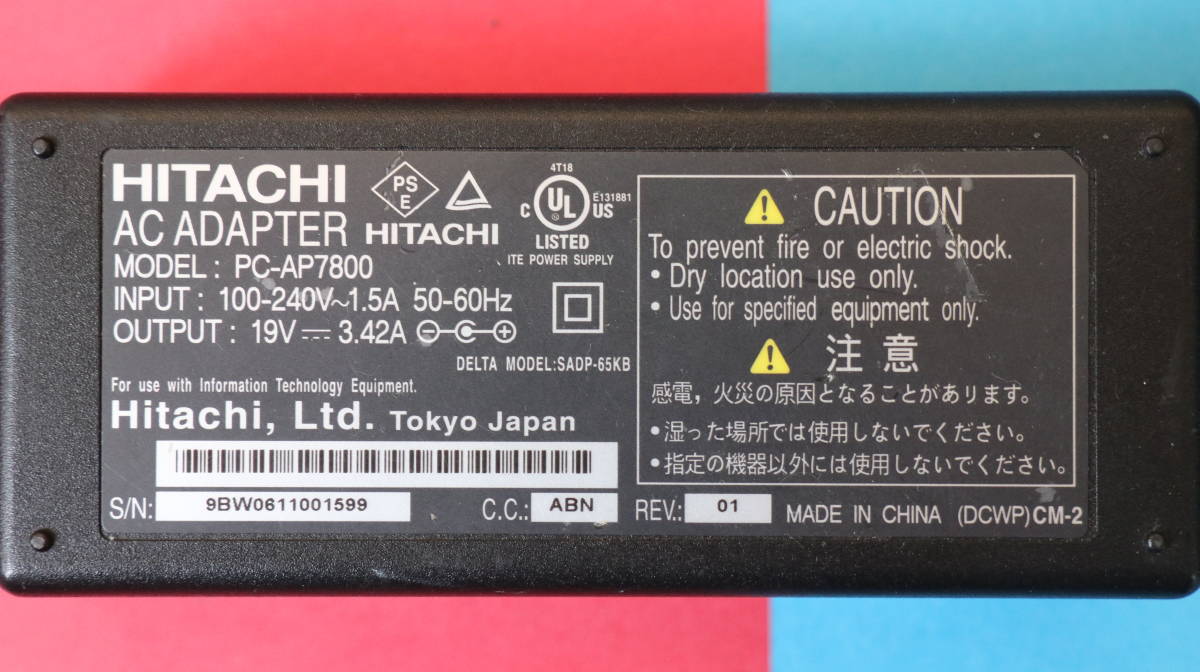 HITACHI
AC ADAPTER
PS
E
HITACHI
MODEL : PC-AP7800
INPUT : 100-240V~1.5A 50-60Hz
OUTPUT : 19V⎓3.42A
4T18
C UL US
E131881
LISTED
ITE POWER SUPPLY
DELTA MODEL:SADP-65KB
For use with Information Technology Equipment.
Hitachi, Ltd. Tokyo Japan
S/N: 9BW0611001599
C.C.: ABN
REV.: 01
MADE IN CHINA (DCWP) CM-2
CAUTION
To prevent fire or electric shock.
• Dry location use only.
• Use for specified equipment only.
注意
感電，火災の原因となることがあります。
•湿った場所では使用しないでください。
•指定の機器以外には使用しないでください。